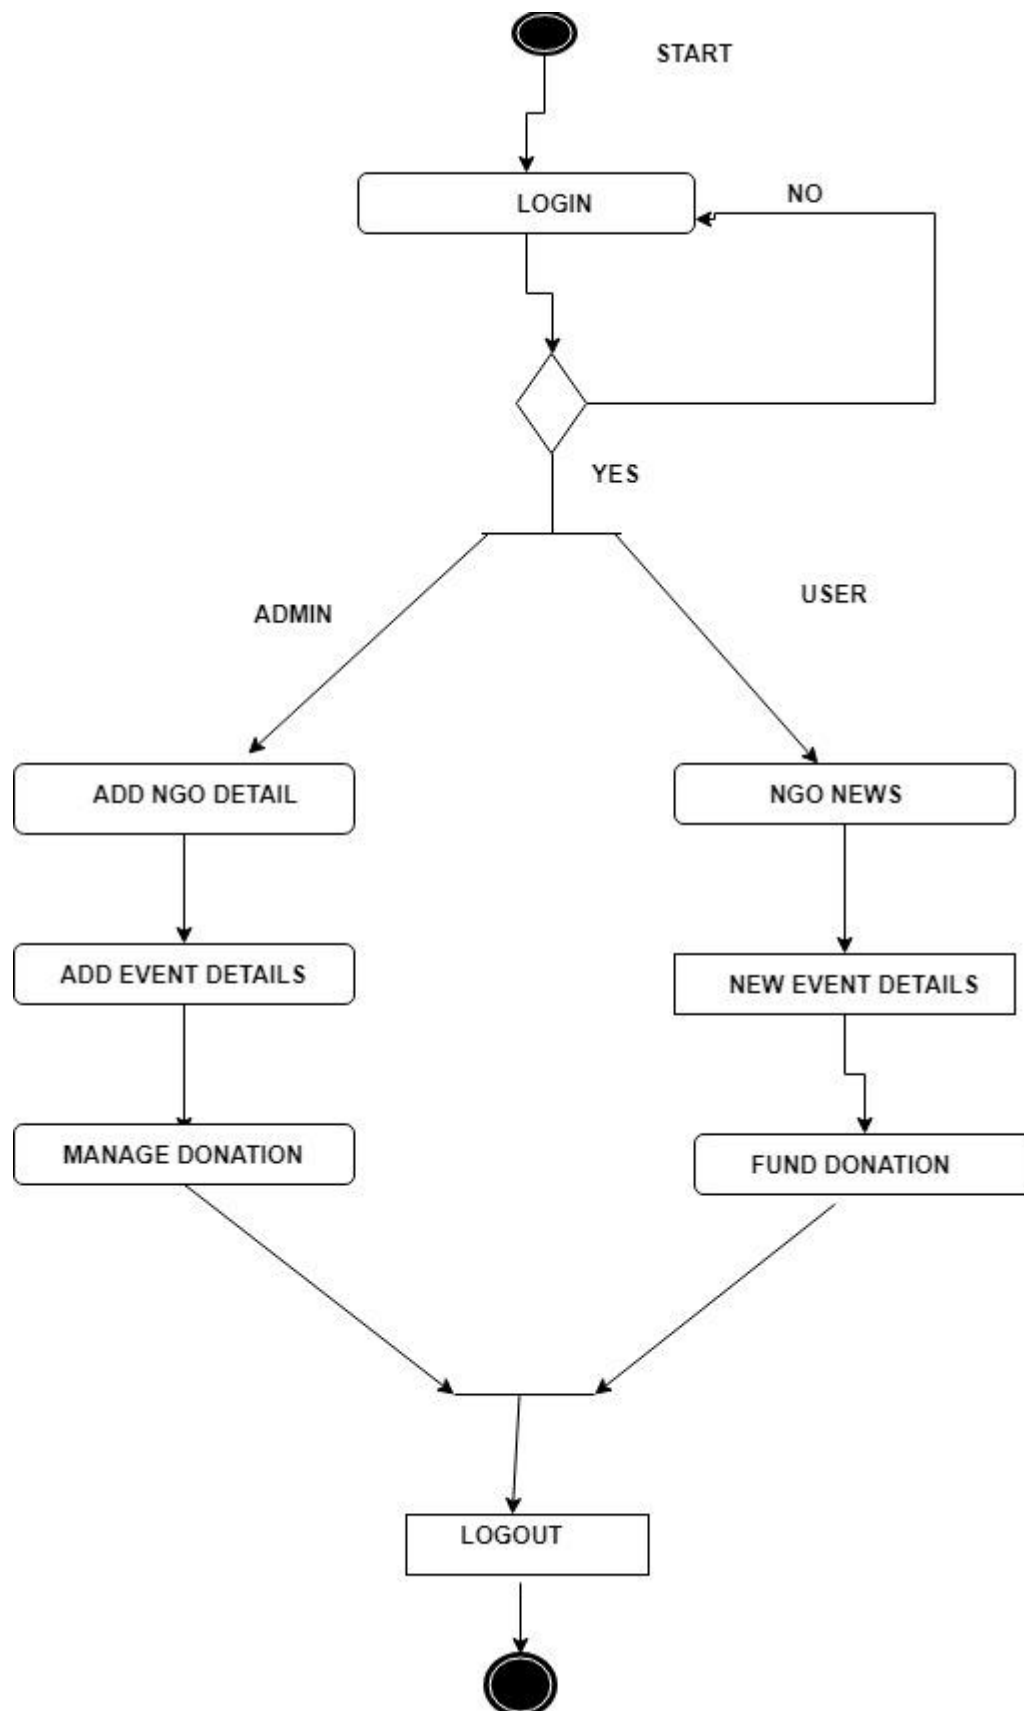 START
LOGIN
NO
YES
USER
ADMIN
ADD NGO DETAIL
NGO NEWS
ADD EVENT DETAILS
NEW EVENT DETAILS
MANAGE DONATION
FUND DONATION
LOGOUT